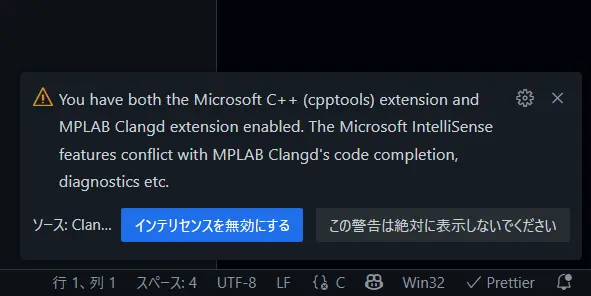 You have both the Microsoft C++ (cpptools) extension and
MPLAB Clangd extension enabled. The Microsoft IntelliSense
features conflict with MPLAB Clangd's code completion,
diagnostics etc.
ソース: Clan... インテリセンスを無効にする この警告は絶対に表示しないでください
行 1、列 1 スペース: 4 UTF-8 LF {} C Win32 Prettier